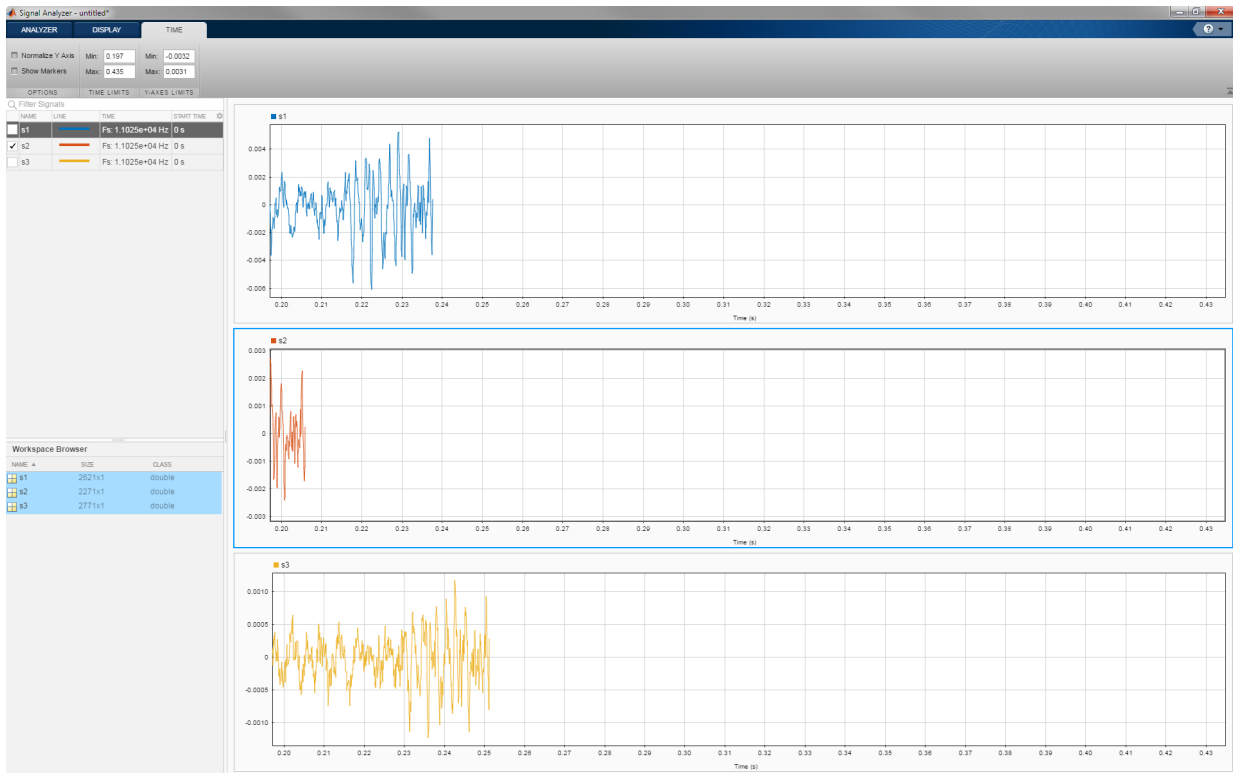 Signal Analyzer - untitled*
ANALYZER DISPLAY TIME
Normalize Y Axis Min: 0.197 Min: -0.0032
Show Markers Max: 0.435 Max: 0.0031
OPTIONS TIME LIMITS Y-AXES LIMITS
Filter Signals
NAME LINE TIME START TIME
s1 Fs: 1.1025e+04 Hz 0 s
s2 Fs: 1.1025e+04 Hz 0 s
s3 Fs: 1.1025e+04 Hz 0 s
Workspace Browser
NAME SIZE CLASS
s1 2621x1 double
s2 2271x1 double
s3 2771x1 double
s1
0.004
0.002
0
-0.002
-0.004
-0.006
0.20 0.21 0.22 0.23 0.24 0.25 0.26 0.27 0.28 0.29 0.30 0.31 0.32 0.33 0.34 0.35 0.36 0.37 0.38 0.39 0.40 0.41 0.42 0.43
Time (s)
s2
0.003
0.002
0.001
0
-0.001
-0.002
-0.003
0.20 0.21 0.22 0.23 0.24 0.25 0.26 0.27 0.28 0.29 0.30 0.31 0.32 0.33 0.34 0.35 0.36 0.37 0.38 0.39 0.40 0.41 0.42 0.43
Time (s)
s3
0.0010
0.0005
0
-0.0005
-0.0010
0.20 0.21 0.22 0.23 0.24 0.25 0.26 0.27 0.28 0.29 0.30 0.31 0.32 0.33 0.34 0.35 0.36 0.37 0.38 0.39 0.40 0.41 0.42 0.43
Time (s)